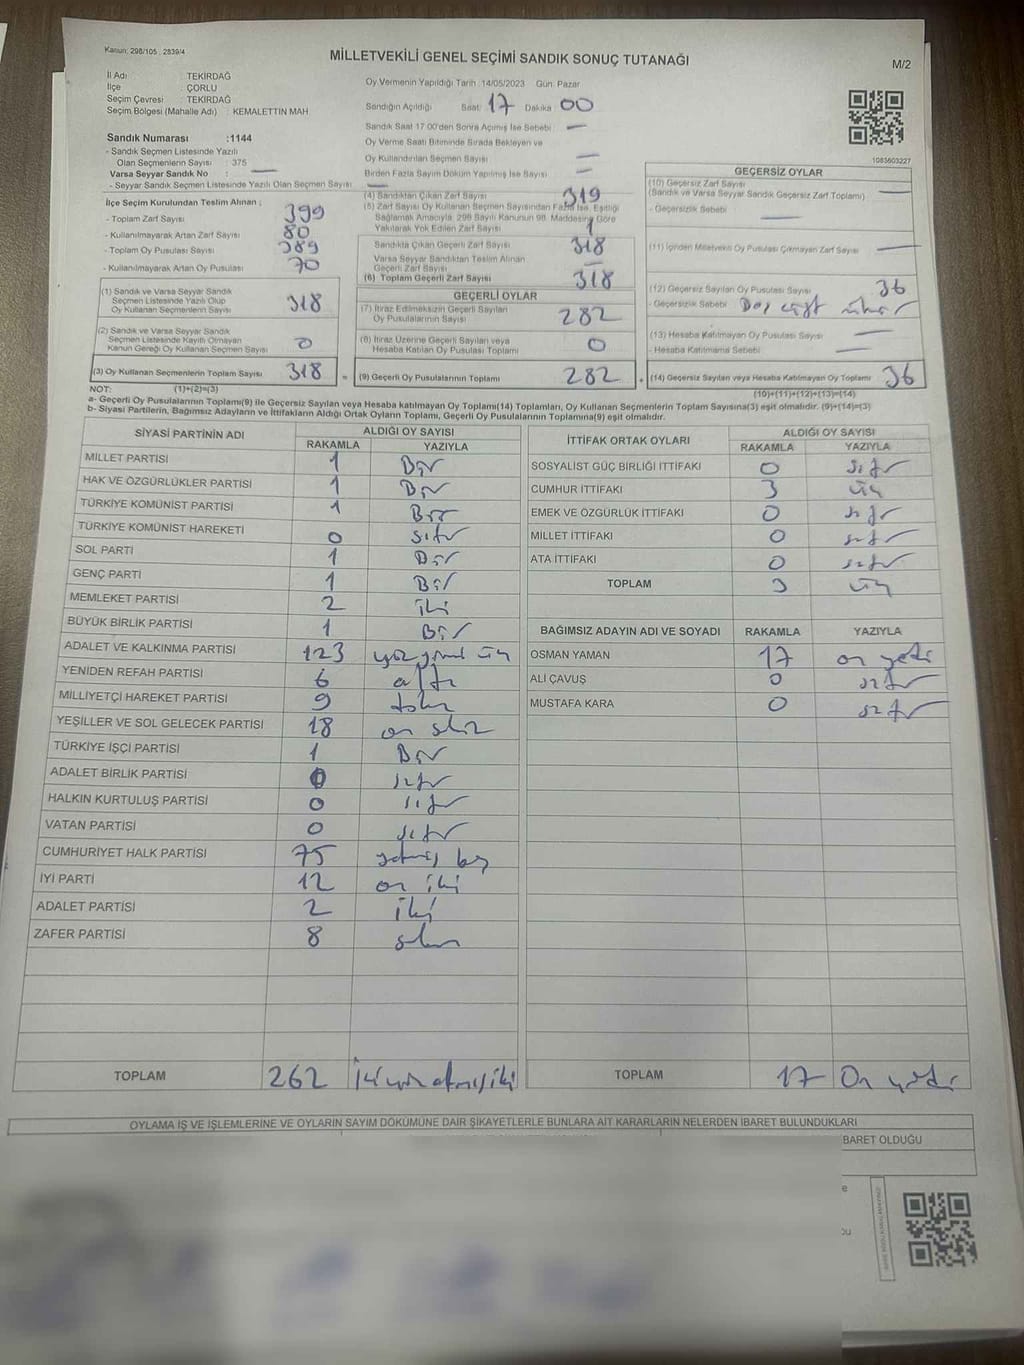 Kanun: 298/105 , 2839/4
MİLLETVEKİLİ GENEL SEÇİMİ SANDIK SONUÇ TUTANAĞI
M/2
İl Adı : TEKİRDAĞ
İlçe : ÇORLU
Seçim Çevresi : TEKİRDAĞ
Seçim Bölgesi (Mahalle Adı) : KEMALETTİN MAH
Oy Vermenin Yapıldığı Tarih :14/05/2023 Gün: Pazar
Sandığın Açıldığı Saat: 17 Dakika: 00
Sandık Saat 17:00'den Sonra Açılmış İse Sebebi : —
Oy Verme Saati Bitiminde Sırada Bekleyen ve
Oy Kullandırılan Seçmen Sayısı : —
Birden Fazla Sayım Döküm Yapılmış İse Sayısı : —
1083603227
Sandık Numarası :1144
- Sandık Seçmen Listesinde Yazılı
Olan Seçmenlerin Sayısı : 375
Varsa Seyyar Sandık No : —
- Seyyar Sandık Seçmen Listesinde Yazılı Olan Seçmen Sayısı : —
İlçe Seçim Kurulundan Teslim Alınan ;
- Toplam Zarf Sayısı : 399
- Kullanılmayarak Artan Zarf Sayısı : 80
- Toplam Oy Pusulası Sayısı : 389
- Kullanılmayarak Artan Oy Pusulası : 70
(1) Sandık ve Varsa Seyyar Sandık
Seçmen Listesinde Yazılı Olup
Oy Kullanan Seçmenlerin Sayısı 318
(2) Sandık ve Varsa Seyyar Sandık
Seçmen Listesinde Kayıtlı Olmayan
Kanun Gereği Oy Kullanan Seçmen Sayısı 0
(3) Oy Kullanan Seçmenlerin Toplam Sayısı 318
(4) Sandıktan Çıkan Zarf Sayısı 319
(5) Zarf Sayısı Oy Kullanan Seçmen Sayısından Fazla İse, Eşitliği
Sağlamak Amacıyla, 298 Sayılı Kanunun 98. Maddesine Göre
Yakılarak Yok Edilen Zarf Sayısı 1
Sandıkta Çıkan Geçerli Zarf Sayısı 318
Varsa Seyyar Sandıktan Teslim Alınan
Geçerli Zarf Sayısı —
(6) Toplam Geçerli Zarf Sayısı 318
GEÇERLİ OYLAR
(7) İtiraz Edilmeksizin Geçerli Sayılan
Oy Pusulalarının Sayısı 282
(8) İtiraz Üzerine Geçerli Sayılan veya
Hesaba Katılan Oy Pusulası Toplamı 0
(9) Geçerli Oy Pusulalarının Toplamı 282
GEÇERSİZ OYLAR
(10) Geçersiz Zarf Sayısı
(Sandık ve Varsa Seyyar Sandık Geçersiz Zarf Toplamı) —
- Geçersizlik Sebebi : —
(11) İçinden Milletvekili Oy Pusulası Çıkmayan Zarf Sayısı —
(12) Geçersiz Sayılan Oy Pusulası Sayısı 36
- Geçersizlik Sebebi :
(13) Hesaba Katılmayan Oy Pusulası Sayısı —
- Hesaba Katılmama Sebebi : —
(14) Geçersiz Sayılan veya Hesaba Katılmayan Oy Toplamı 36
NOT: (1)+(2)=(3)
(10)+(11)+(12)+(13)=(14)
a- Geçerli Oy Pusulalarının Toplamı(9) ile Geçersiz Sayılan veya Hesaba katılmayan Oy Toplamı(14) Toplamları, Oy Kullanan Seçmenlerin Toplam Sayısına(3) eşit olmalıdır. (9)+(14)=(3)
b- Siyasi Partilerin, Bağımsız Adayların ve İttifakların Aldığı Ortak Oyların Toplamı, Geçerli Oy Pusulalarının Toplamına(9) eşit olmalıdır.
SİYASİ PARTİNİN ADI ALDIĞI OY SAYISI
RAKAMLA YAZIYLA
MİLLET PARTİSİ 1 Bir
HAK VE ÖZGÜRLÜKLER PARTİSİ 1 Bir
TÜRKİYE KOMÜNİST PARTİSİ 1 Bir
TÜRKİYE KOMÜNİST HAREKETİ 0 sıfır
SOL PARTİ 1 Bir
GENÇ PARTİ 1 Bir
MEMLEKET PARTİSİ 2 iki
BÜYÜK BİRLİK PARTİSİ 1 Bir
ADALET VE KALKINMA PARTİSİ 123 yüz yirmi üç
YENİDEN REFAH PARTİSİ 6 altı
MİLLİYETÇİ HAREKET PARTİSİ 9 dokuz
YEŞİLLER VE SOL GELECEK PARTİSİ 18 on sekiz
TÜRKİYE İŞÇİ PARTİSİ 1 Bir
ADALET BİRLİK PARTİSİ 0 sıfır
HALKIN KURTULUŞ PARTİSİ 0 sıfır
VATAN PARTİSİ 0 sıfır
CUMHURİYET HALK PARTİSİ 75 yetmiş beş
İYİ PARTİ 12 on iki
ADALET PARTİSİ 2 iki
ZAFER PARTİSİ 8 sekiz
TOPLAM 262 ikiyüzatmışiki
İTTİFAK ORTAK OYLARI ALDIĞI OY SAYISI
RAKAMLA YAZIYLA
SOSYALİST GÜÇ BİRLİĞİ İTTİFAKI 0 sıfır
CUMHUR İTTİFAKI 3 üç
EMEK VE ÖZGÜRLÜK İTTİFAKI 0 sıfır
MİLLET İTTİFAKI 0 sıfır
ATA İTTİFAKI 0 sıfır
TOPLAM 3 üç
BAĞIMSIZ ADAYIN ADI VE SOYADI RAKAMLA YAZIYLA
OSMAN YAMAN 17 on yedi
ALİ ÇAVUŞ 0 sıfır
MUSTAFA KARA 0 sıfır
TOPLAM 17 On yedi
OYLAMA İŞ VE İŞLEMLERİNE VE OYLARIN SAYIM DÖKÜMÜNE DAİR ŞİKAYETLERLE BUNLARA AİT KARARLARIN NELERDEN İBARET BULUNDUKLARI
BARET OLDUĞU